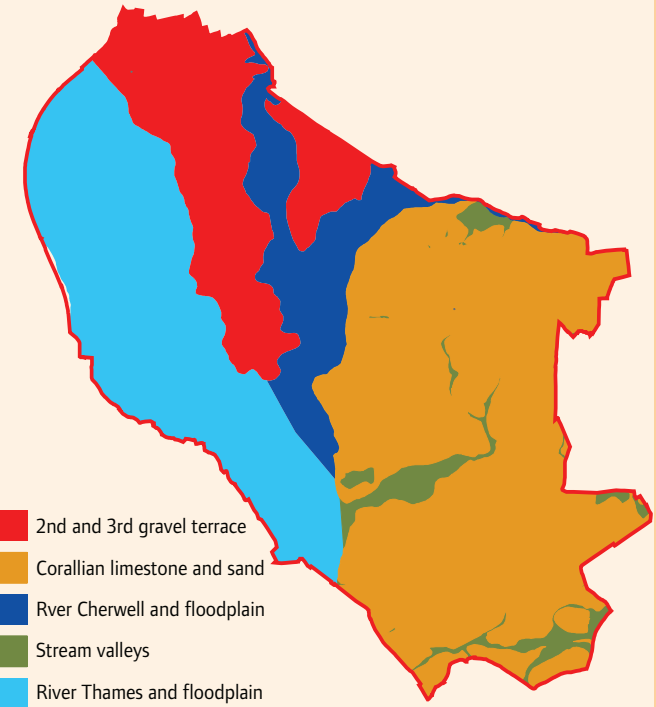 2nd and 3rd gravel terrace
Corallian limestone and sand
Rver Cherwell and floodplain
Stream valleys
River Thames and floodplain